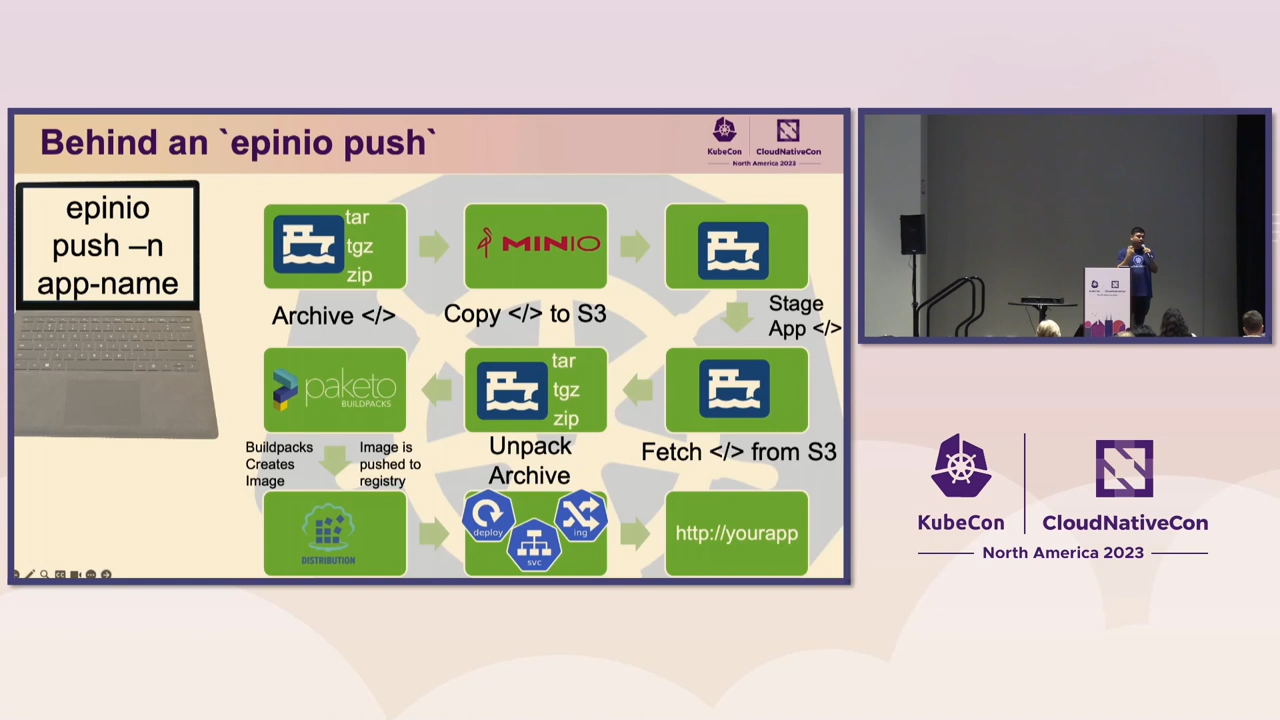 Behind an `epinio push`
KubeCon
CloudNativeCon
North America 2023
epinio
push –n
app-name
tar
tgz
zip
MINIO
Archive </>
Copy </> to S3
Stage
App </>
paketo
BUILDPACKS
tar
tgz
zip
Unpack
Archive
Fetch </> from S3
Buildpacks
Creates
Image
Image is
pushed to
registry
DISTRIBUTION
deploy
svc
ing
http://yourapp
KubeCon
CloudNativeCon
North America 2023